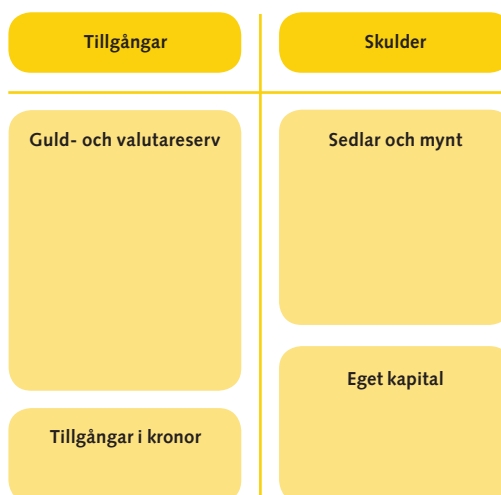 Tillgångar
Skulder
Guld- och valutareserv
Sedlar och mynt
Eget kapital
Tillgångar i kronor